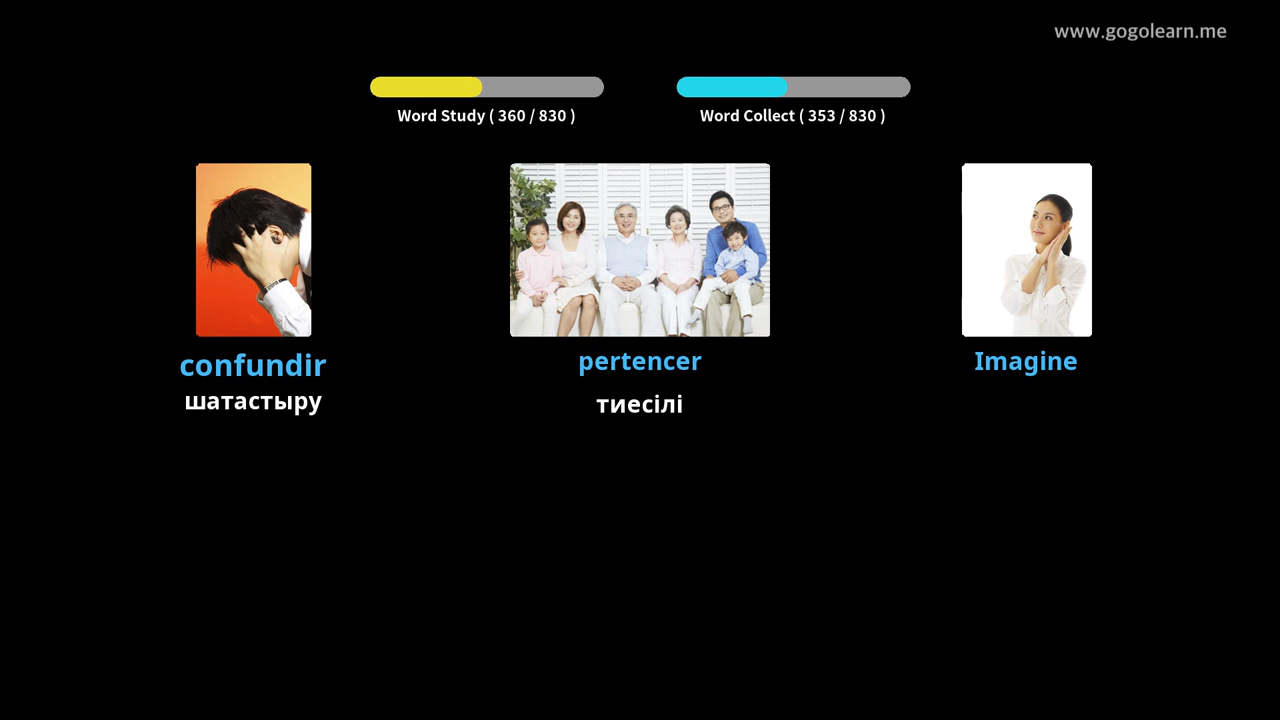 www.gogolearn.me
Word Study ( 360 / 830 )
Word Collect ( 353 / 830 )
confundir
шатастыру
pertencer
тиесілі
Imagine